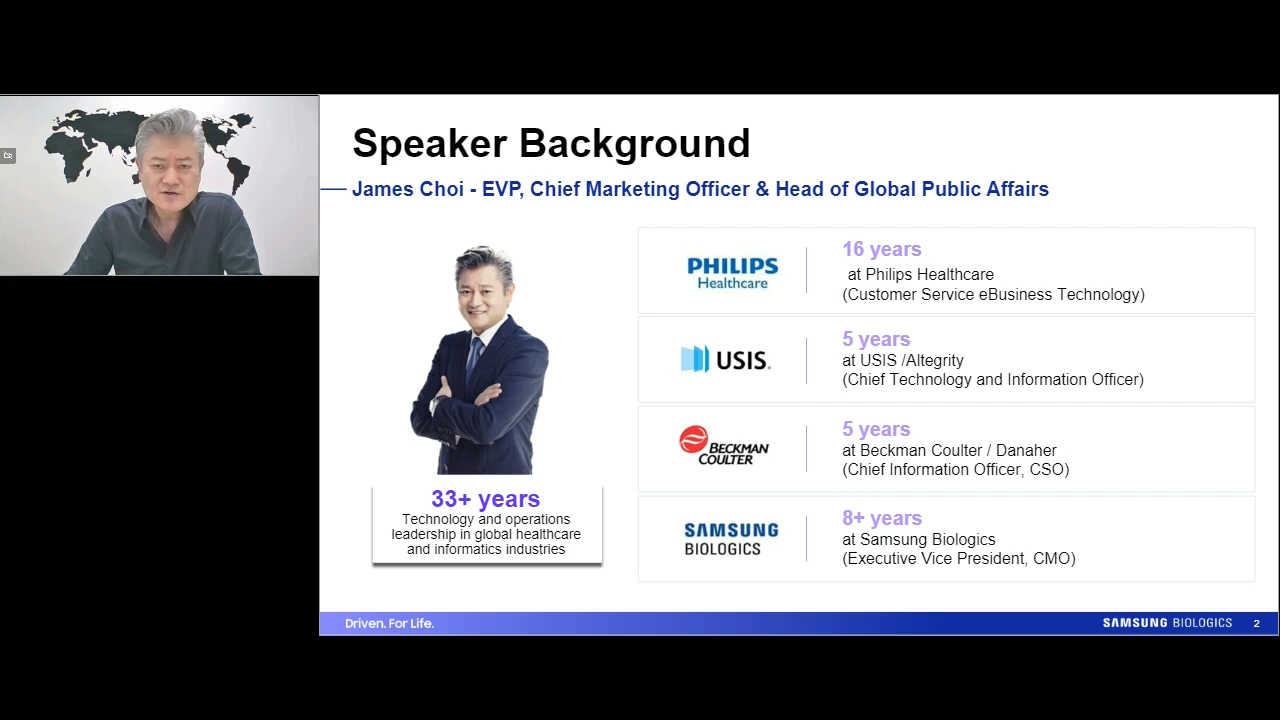 Speaker Background
James Choi - EVP, Chief Marketing Officer & Head of Global Public Affairs
33+ years
Technology and operations
leadership in global healthcare
and informatics industries
PHILIPS
Healthcare
16 years
at Philips Healthcare
(Customer Service eBusiness Technology)
USIS
5 years
at USIS /Altegrity
(Chief Technology and Information Officer)
BECKMAN
COULTER
5 years
at Beckman Coulter / Danaher
(Chief Information Officer, CSO)
SAMSUNG
BIOLOGICS
8+ years
at Samsung Biologics
(Executive Vice President, CMO)
Driven. For Life.
SAMSUNG BIOLOGICS
2